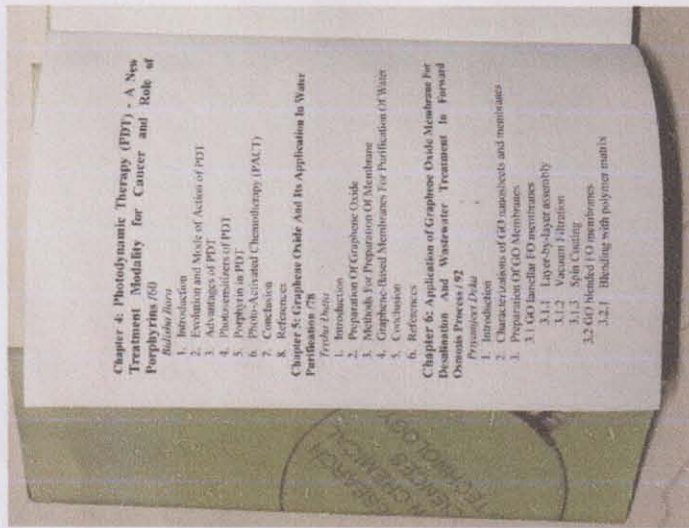 Chapter 4: Photodynamic Therapy (PDT) - A New
Treatment Modality for Cancer and Role of
Porphyrins /60
1. Introduction
2. Evolution and Mode of Action of PDT
3. Advantages of PDT
4. Photosensitizers of PDT
5. Porphyrin in PDT
6. Photo-Activated Chemotherapy (PACT)
7. Conclusion
8. References
Chapter 5: Graphene Oxide And Its Application In Water
Purification /78
Trisha Dutta
1. Introduction
2. Preparation Of Graphene Oxide
3. Methods For Preparation Of Membrane
4. Graphene-Based Membranes For Purification Of Water
5. Conclusion
6. References
Chapter 6: Application of Graphene Oxide Membrane For
Desalination And Wastewater Treatment In Forward
Osmosis Process / 92
Priyanjeet Deka
1. Introduction
2. Characterizations of GO nanosheets and membranes
3. Preparation Of GO Membranes
3.1 GO lamellar FO membranes
3.1.1 Layer-by-layer assembly
3.1.2 Vacuum Filtration
3.1.3 Spin Coating
3.2 GO blended FO membranes
3.2.1 Blending with polymer matrix
SEARCH
N CHEMICAL
SCIENCES
TECHNOLOGY